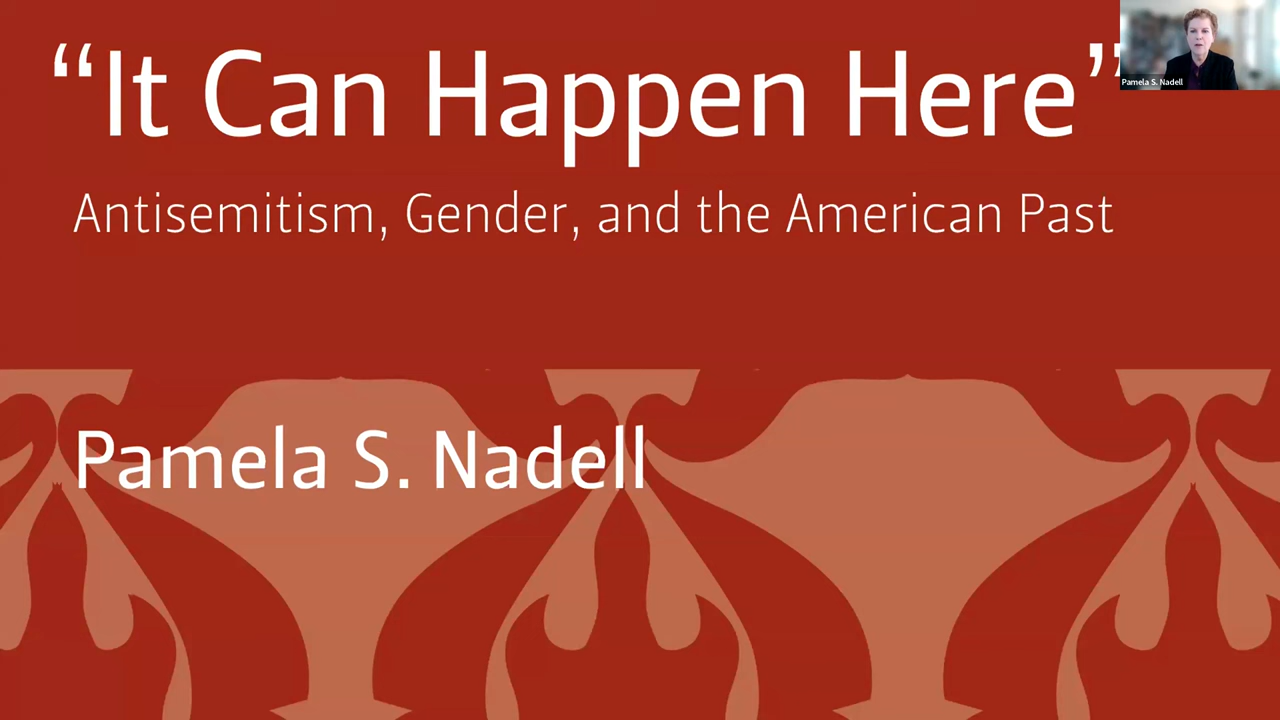 “It Can Happen Here”
Pamela S. Nadell
Antisemitism, Gender, and the American Past
Pamela S. Nadell